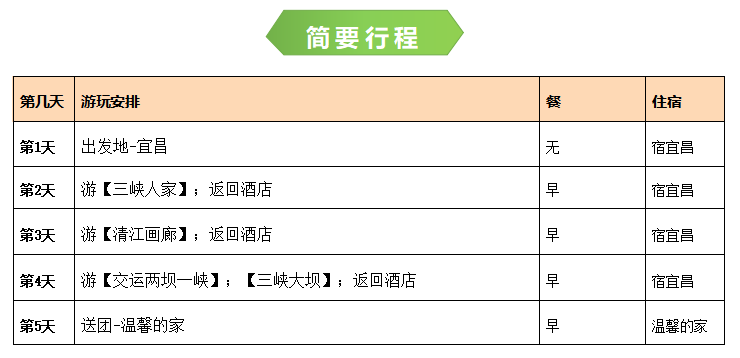 简要行程
第几天 游玩安排 餐 住宿
第1天 出发地-宜昌 无 宿宜昌
第2天 游【三峡人家】；返回酒店 早 宿宜昌
第3天 游【清江画廊】；返回酒店 早 宿宜昌
第4天 游【交运两坝一峡】；【三峡大坝】；返回酒店 早 宿宜昌
第5天 送团-温馨的家 早 温馨的家